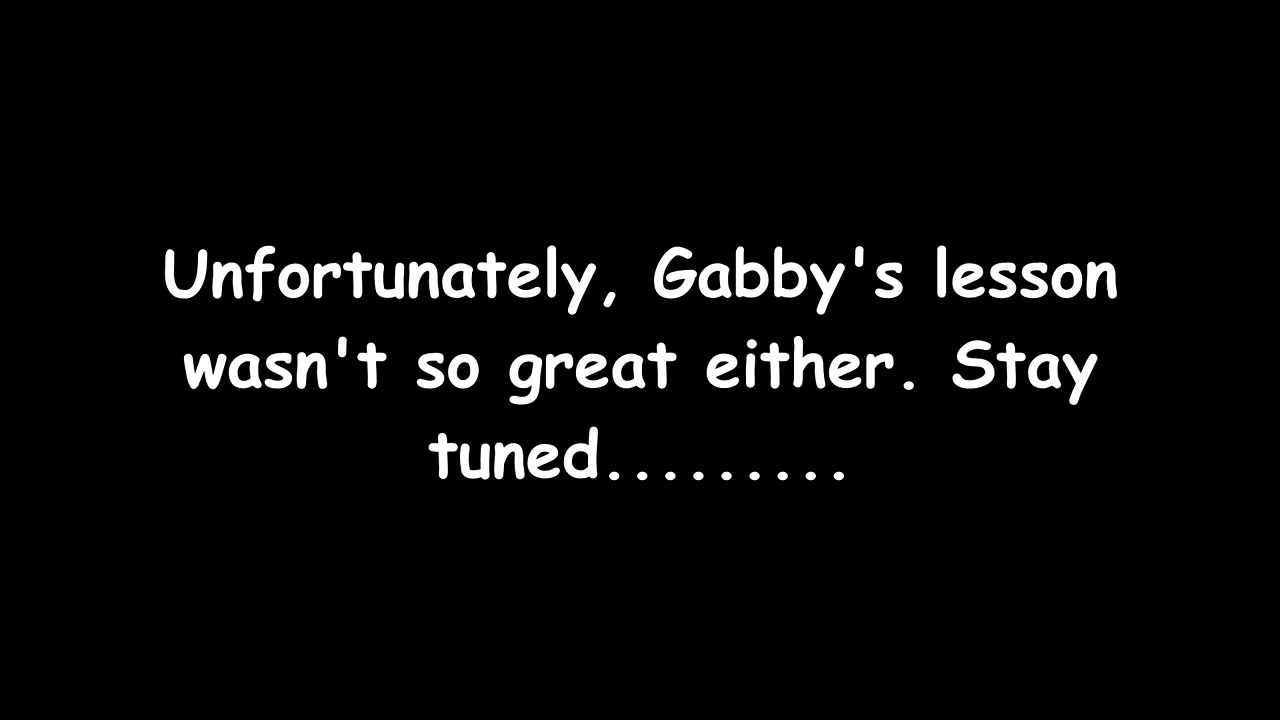 Unfortunately, Gabby's lesson
wasn't so great either. Stay
tuned.........